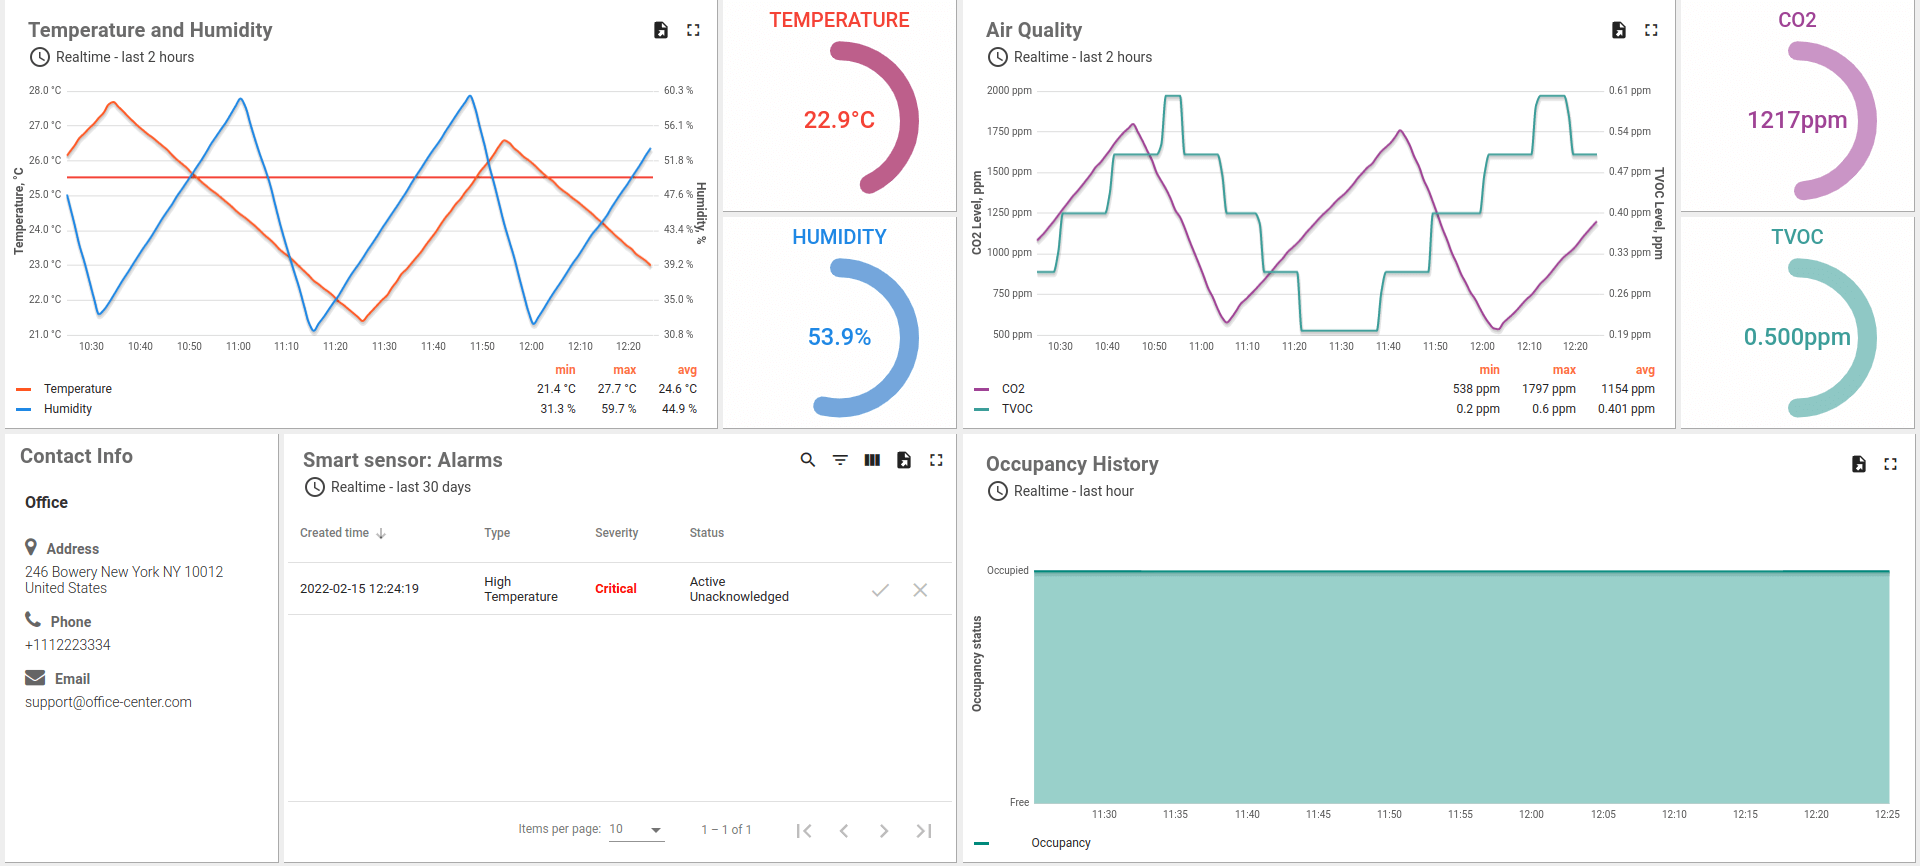 Temperature and Humidity
Realtime - last 2 hours
Temperature, °C
28.0 °C
27.0 °C
26.0 °C
25.0 °C
24.0 °C
23.0 °C
22.0 °C
21.0 °C
60.3 %
56.1 %
51.8 %
47.6 %
43.4 %
39.2 %
35.0 %
30.8 %
Humidity, %
10:30 10:40 10:50 11:00 11:10 11:20 11:30 11:40 11:50 12:00 12:10 12:20
min max avg
Temperature 21.4 °C 27.7 °C 24.6 °C
Humidity 31.3 % 59.7 % 44.9 %
TEMPERATURE
22.9°C
HUMIDITY
53.9%
Air Quality
Realtime - last 2 hours
CO2 Level, ppm
2000 ppm
1750 ppm
1500 ppm
1250 ppm
1000 ppm
750 ppm
500 ppm
0.61 ppm
0.54 ppm
0.47 ppm
0.40 ppm
0.33 ppm
0.26 ppm
0.19 ppm
TVOC Level, ppm
10:30 10:40 10:50 11:00 11:10 11:20 11:30 11:40 11:50 12:00 12:10 12:20
min max avg
CO2 538 ppm 1797 ppm 1154 ppm
TVOC 0.2 ppm 0.6 ppm 0.401 ppm
CO2
1217ppm
TVOC
0.500ppm
Contact Info
Office
Address
246 Bowery New York NY 10012
United States
Phone
+1112223334
Email
support@office-center.com
Smart sensor: Alarms
Realtime - last 30 days
Created time Type Severity Status
2022-02-15 12:24:19 High Temperature Critical Active Unacknowledged
Items per page: 10 1 – 1 of 1
Occupancy History
Realtime - last hour
Occupancy status
Occupied
Free
11:30 11:35 11:40 11:45 11:50 11:55 12:00 12:05 12:10 12:15 12:20 12:25
Occupancy